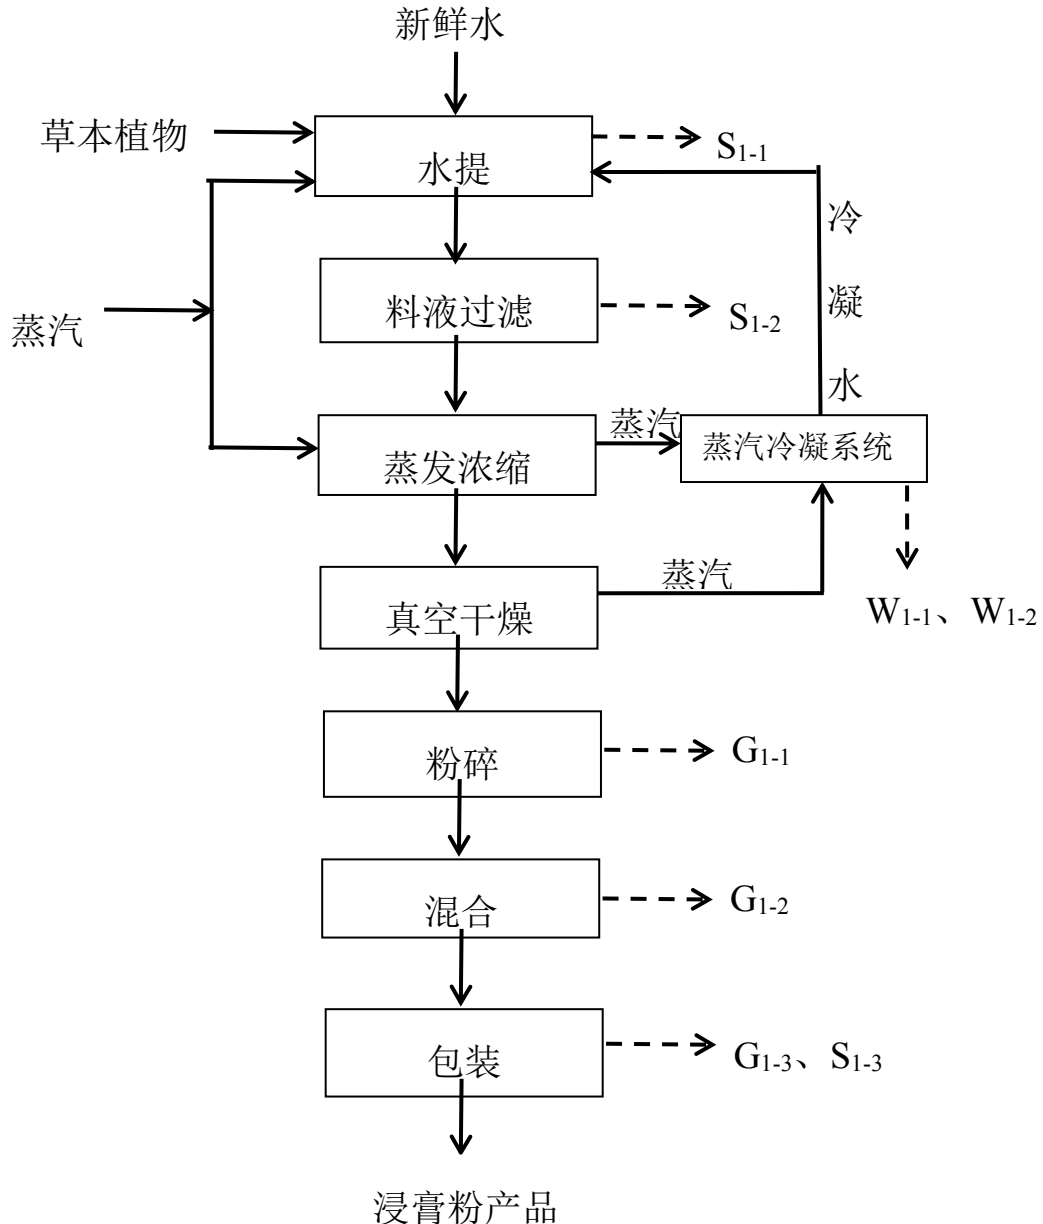 新鲜水
草本植物
水提
S1-1
冷
凝
水
料液过滤
S1-2
蒸汽
蒸发浓缩
蒸汽
蒸汽冷凝系统
真空干燥
蒸汽
W1-1、W1-2
粉碎
G1-1
混合
G1-2
包装
G1-3、S1-3
浸膏粉产品